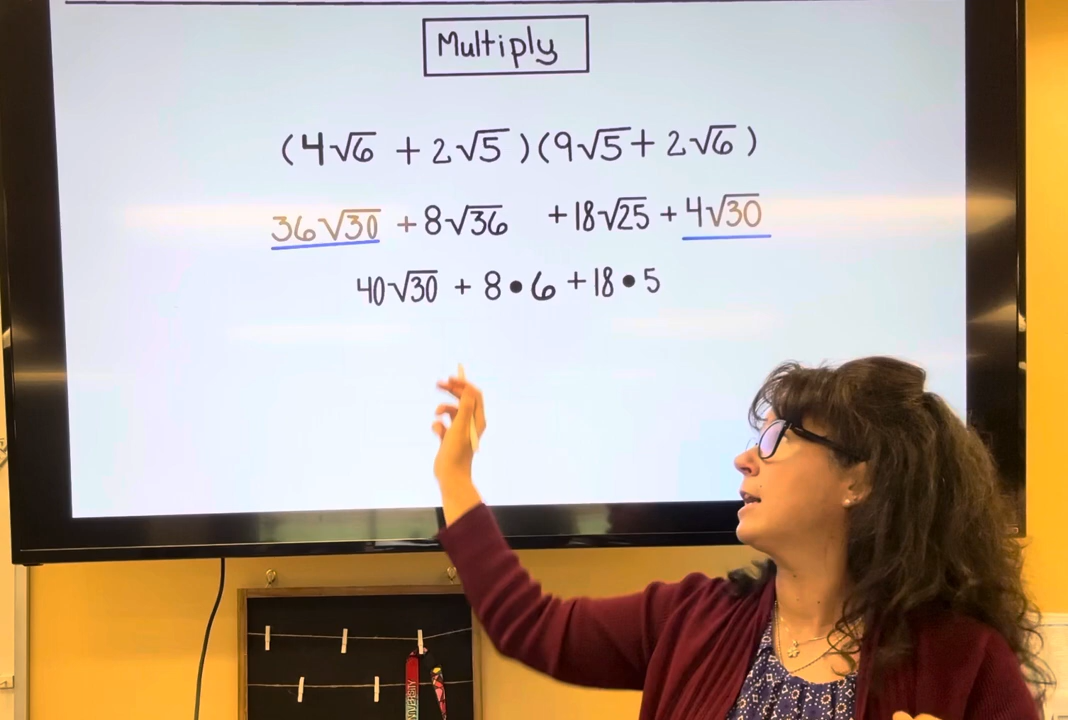 Multiply
(4√6 + 2√5)(9√5 + 2√6)
36√30 + 8√36 + 18√25 + 4√30
40√30 + 8•6 + 18•5
UNIVERSITY